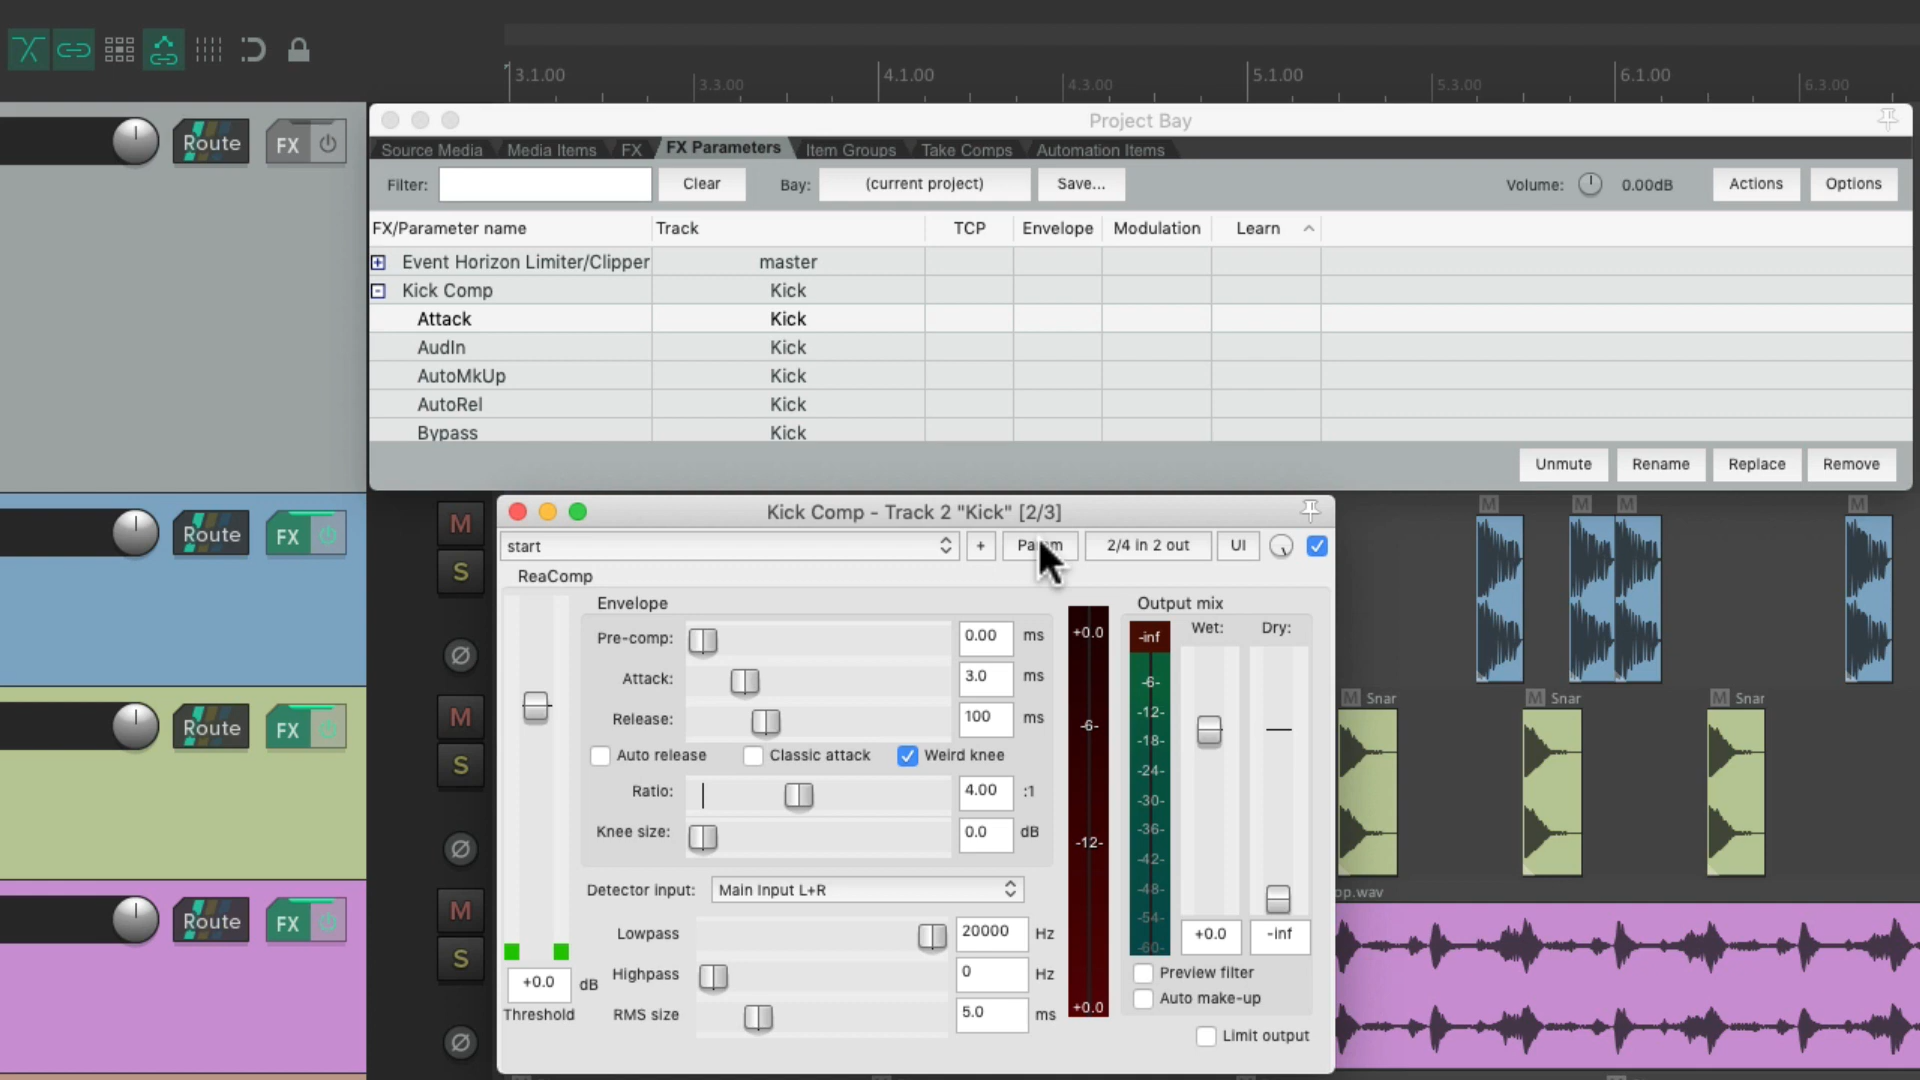 3.1.00 4.1.00 5.1.00 6.1.00
3.3.00 4.3.00 5.3.00 6.3.00
Project Bay
Route FX
Source Media Media Items FX FX Parameters Item Groups Take Comps Automation Items
Filter: Clear Bay: (current project) Save... Volume: 0.00dB Actions Options
FX/Parameter name Track TCP Envelope Modulation Learn
Event Horizon Limiter/Clipper master
Kick Comp Kick
Attack Kick
AudIn Kick
AutoMkUp Kick
AutoRel Kick
Bypass Kick
Unmute Rename Replace Remove
M M M M
Kick Comp - Track 2 "Kick" [2/3]
Route FX M
start + Param 2/4 in 2 out UI
S
ReaComp
Envelope Output mix
Pre-comp: 0.00 ms +0.0 -inf Wet: Dry:
Attack: 3.0 ms -6-
Release: 100 ms -6- -12-
M Snar M Snar M Snar
Route FX M
-18-
Auto release Classic attack Weird knee
S
-24-
Ratio: 4.00 :1 -30-
Knee size: 0.0 dB -12- -36-
-42-
Detector input: Main Input L+R -48-
op.wav
-54-
Route FX M
Lowpass 20000 Hz -60- +0.0 -inf
S
Highpass 0 Hz Preview filter
+0.0 dB
Auto make-up
Threshold RMS size 5.0 ms +0.0
Limit output